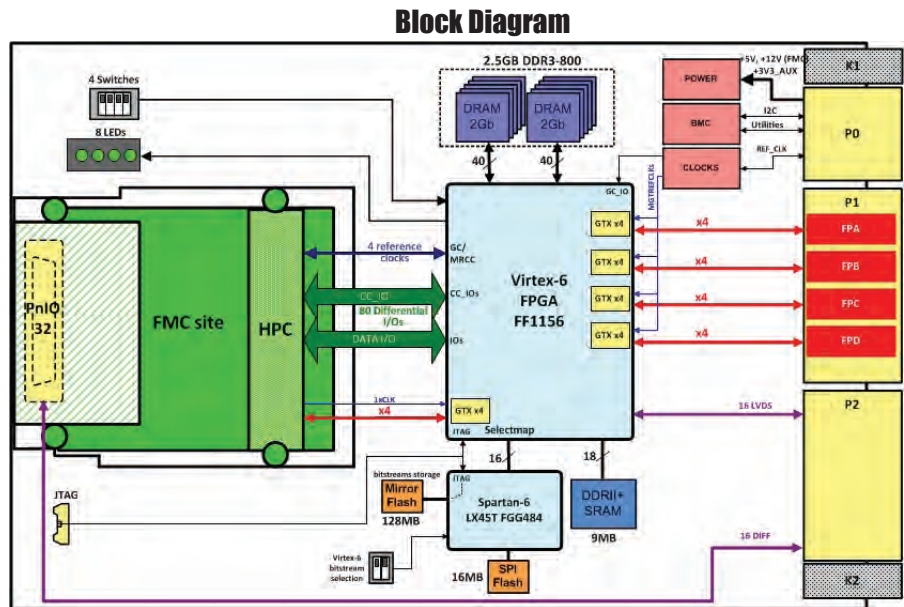 Block Diagram
4 Switches
8 LEDs
2.5GB DDR3-800
DRAM
2Gb
DRAM
2Gb
40
40
POWER
BMC
CLOCKS
+5V, +12V (FMC)
+3V3_AUX
I2C
Utilities
REF_CLK
K1
P0
P1
FPA
FPB
FPC
FPD
P2
K2
GC_IO
MGTREFCLKs
GTX x4
GTX x4
GTX x4
GTX x4
x4
x4
x4
x4
Virtex-6
FPGA
FF1156
GC/
MRCC
CC_IOs
IOs
GTX x4
JTAG
Selectmap
4 reference
clocks
CC_IO
80 Differential
I/Os
DATA I/O
1xCLK
x4
PnIO
32
FMC site
HPC
16 LVDS
16 DIFF
16
18
bitstreams storage
JTAG
Mirror
Flash
128MB
Spartan-6
LX45T FGG484
DDRII+
SRAM
9MB
JTAG
Virtex-6
bitstream
selection
16MB
SPI
Flash